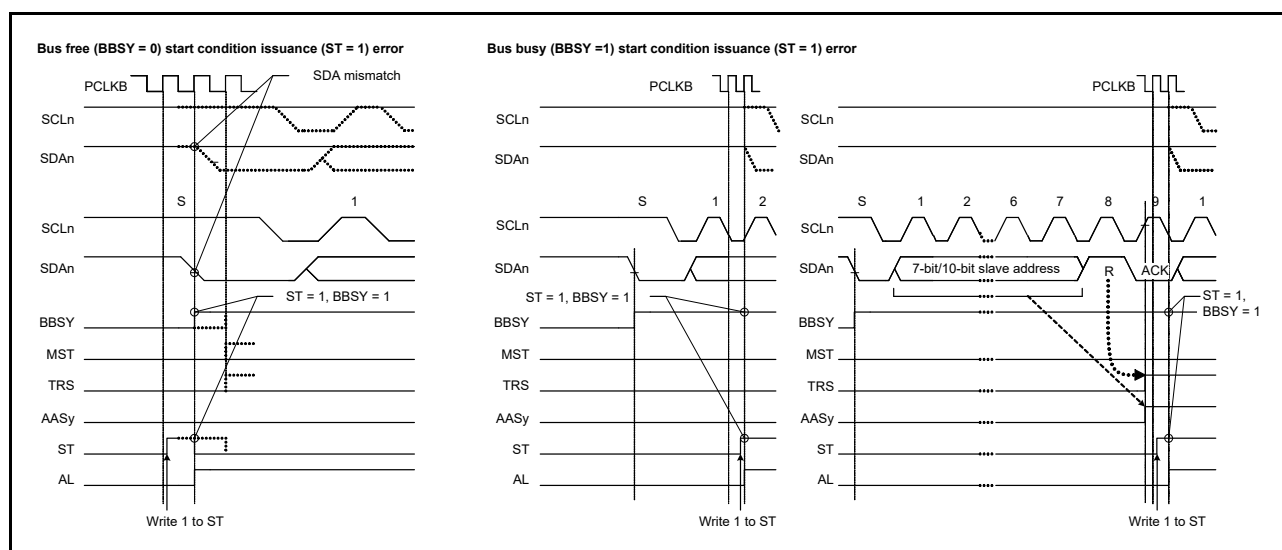 Bus free (BBSY = 0) start condition issuance (ST = 1) error
PCLKB
SDA mismatch
SCLn
SDAn
S
1
SCLn
SDAn
ST = 1, BBSY = 1
BBSY
MST
TRS
AASy
ST
AL
Write 1 to ST
Bus busy (BBSY =1) start condition issuance (ST = 1) error
PCLKB
SCLn
SDAn
S
1
2
SCLn
SDAn
ST = 1, BBSY = 1
BBSY
MST
TRS
AASy
ST
AL
Write 1 to ST
PCLKB
SCLn
SDAn
S
1
2
6
7
8
9
1
SCLn
SDAn
7-bit/10-bit slave address
R
ACK
ST = 1,
BBSY = 1
BBSY
MST
TRS
AASy
ST
AL
Write 1 to ST